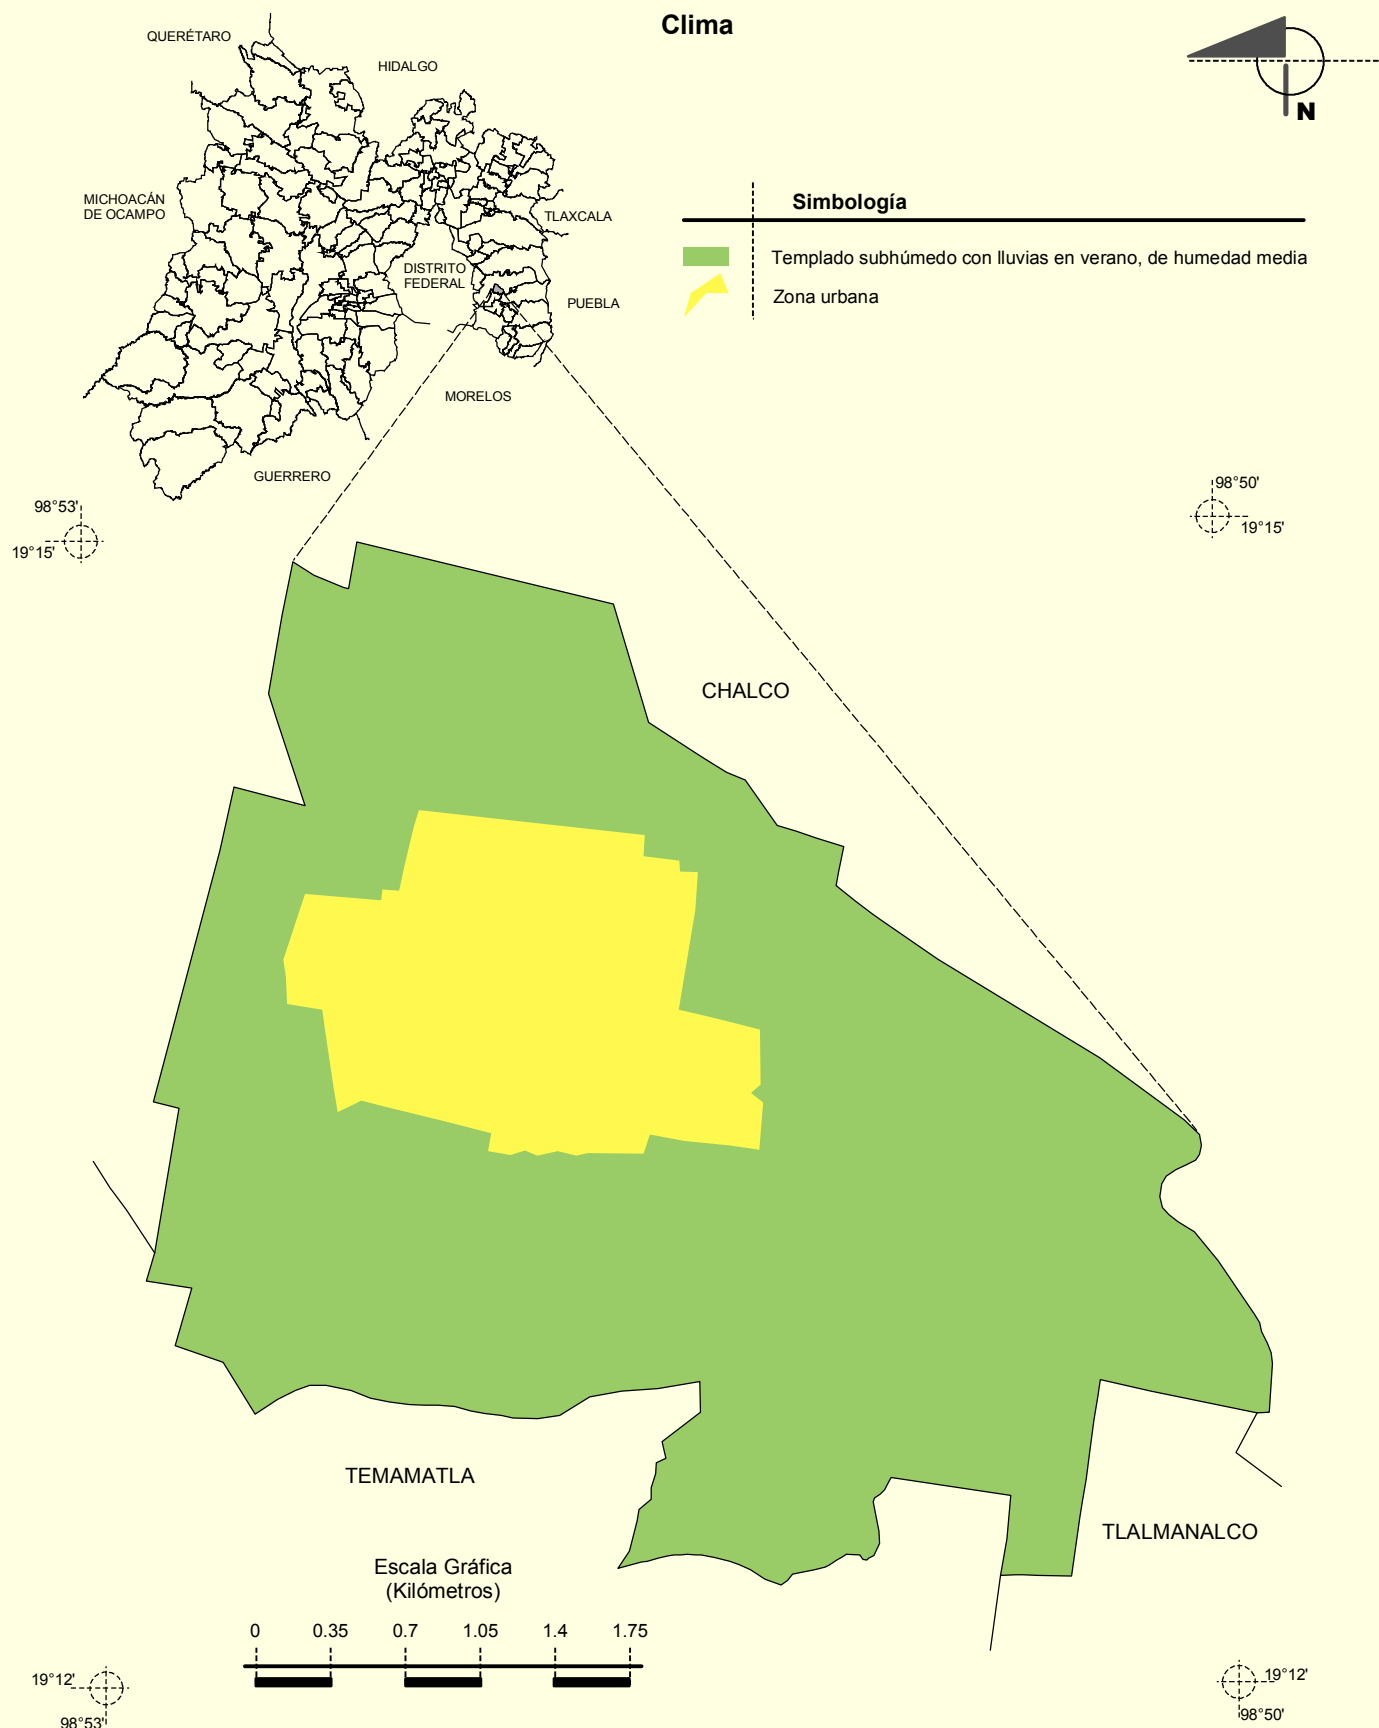 Clima
QUERÉTARO
HIDALGO
N
MICHOACÁN
DE OCAMPO
TLAXCALA
DISTRITO
FEDERAL
PUEBLA
MORELOS
GUERRERO
Simbología
Templado subhúmedo con lluvias en verano, de humedad media
Zona urbana
98°53'
19°15'
98°50'
19°15'
CHALCO
TEMAMATLA
TLALMANALCO
Escala Gráfica
(Kilómetros)
0 0.35 0.7 1.05 1.4 1.75
19°12'
98°53'
19°12'
98°50'